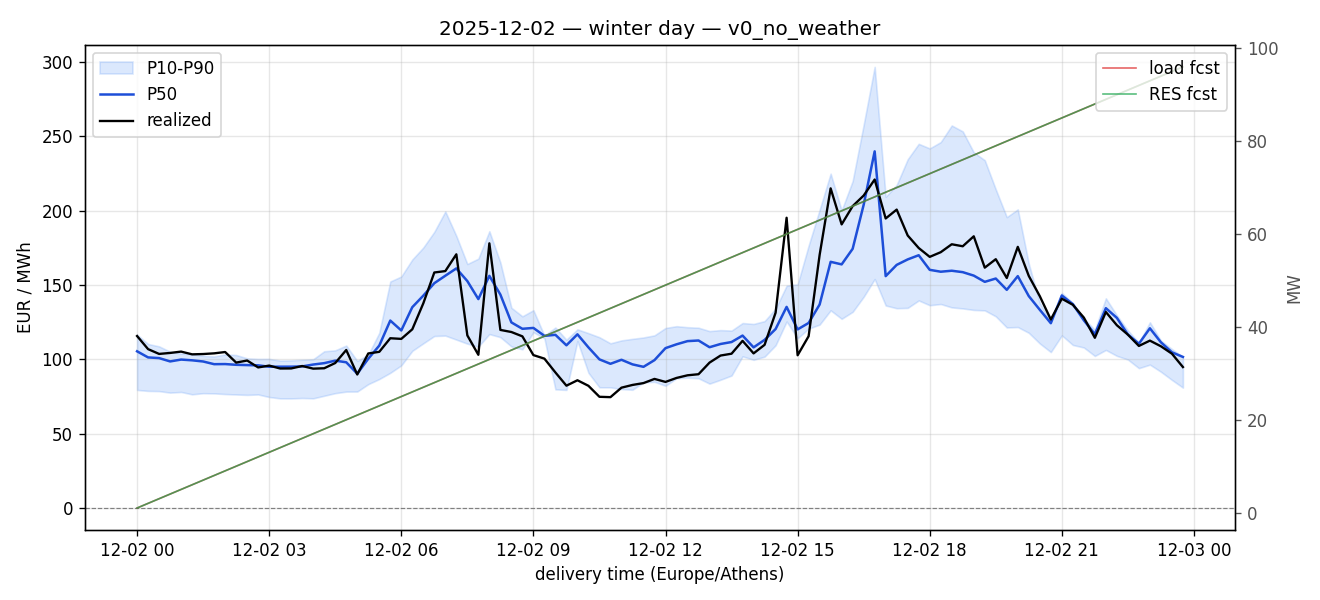 2025-12-02 — winter day — v0_no_weather
P10-P90
P50
realized
load fcst
RES fcst
300
250
200
150
100
50
0
EUR / MWh
100
80
60
40
20
0
MW
12-02 00
12-02 03
12-02 06
12-02 09
12-02 12
12-02 15
12-02 18
12-02 21
12-03 00
delivery time (Europe/Athens)